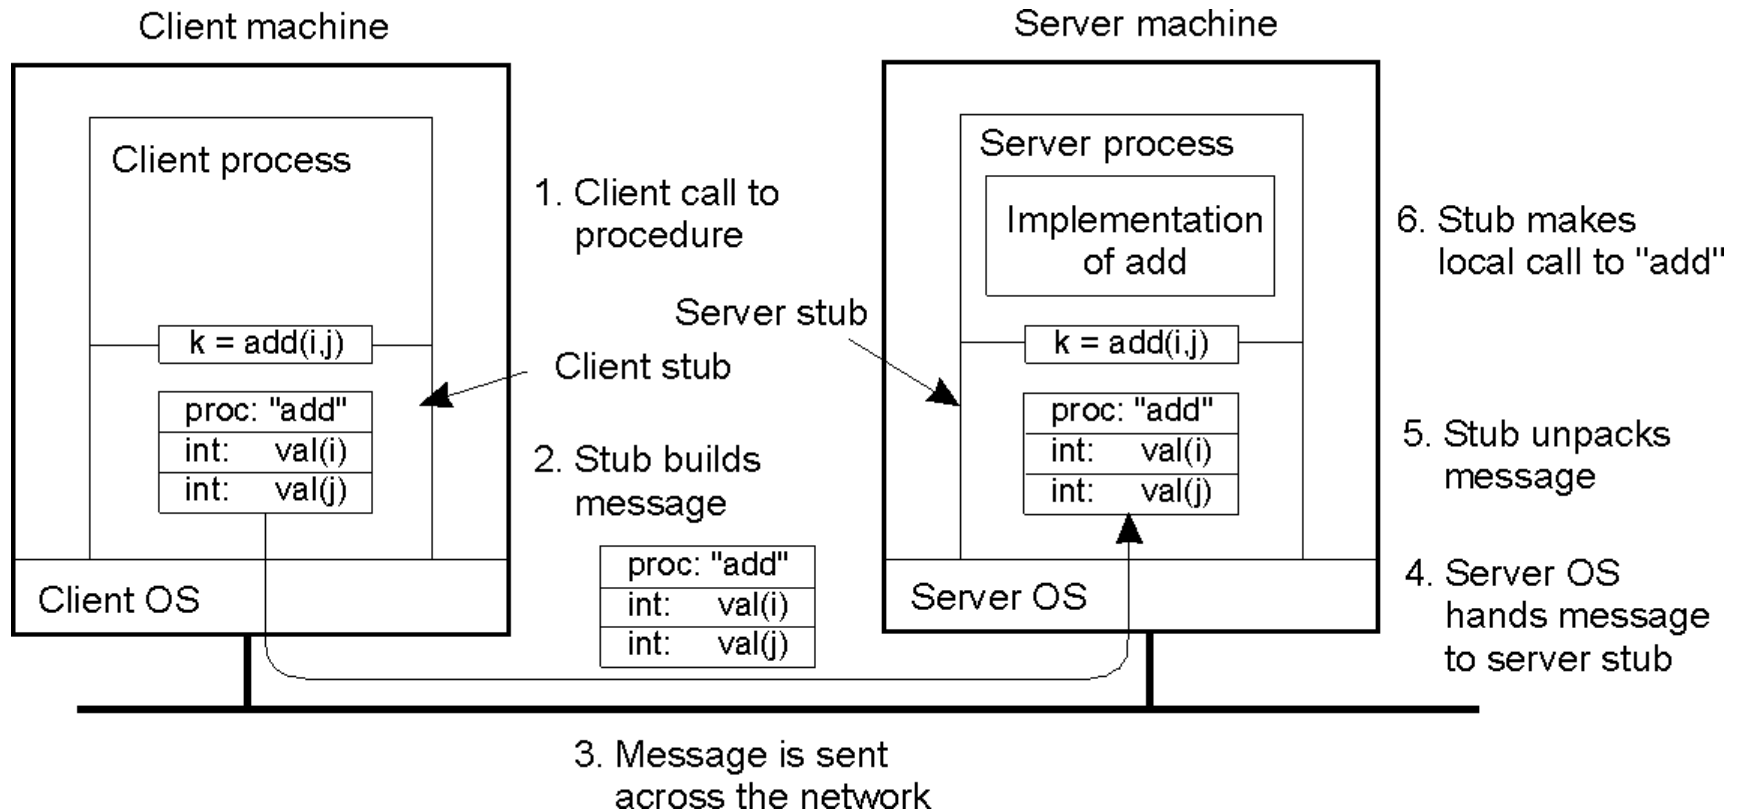 Client machine
Server machine
Client process
1. Client call to
procedure
Server process
Implementation
of add
6. Stub makes
local call to "add"
Server stub
k = add(i,j)
k = add(i,j)
Client stub
proc: "add"
int: val(i)
int: val(j)
2. Stub builds
message
proc: "add"
int: val(i)
int: val(j)
proc: "add"
int: val(i)
int: val(j)
5. Stub unpacks
message
Client OS
Server OS
4. Server OS
hands message
to server stub
3. Message is sent
across the network